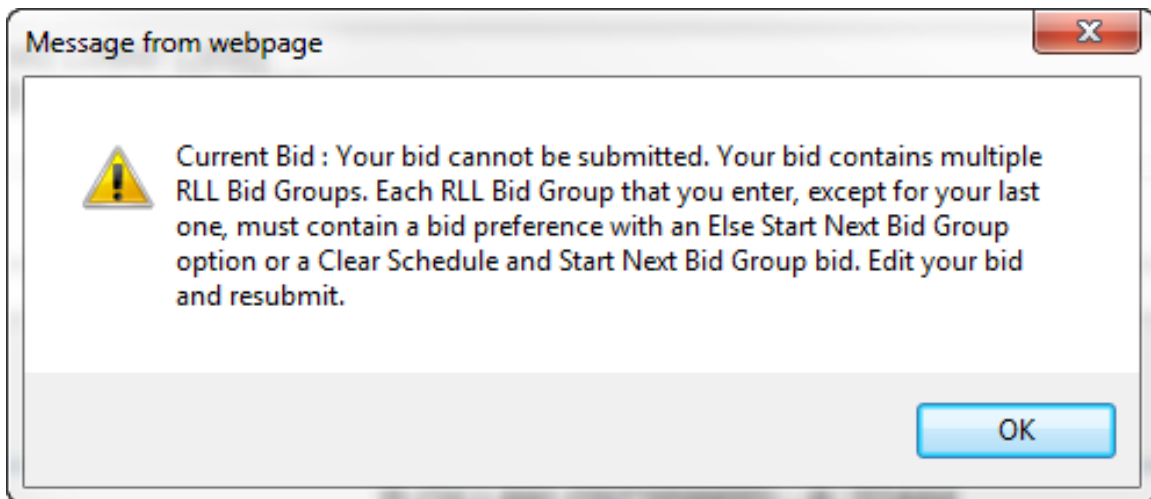 Message from webpage
Current Bid : Your bid cannot be submitted. Your bid contains multiple
RLL Bid Groups. Each RLL Bid Group that you enter, except for your last
one, must contain a bid preference with an Else Start Next Bid Group
option or a Clear Schedule and Start Next Bid Group bid. Edit your bid
and resubmit.
OK